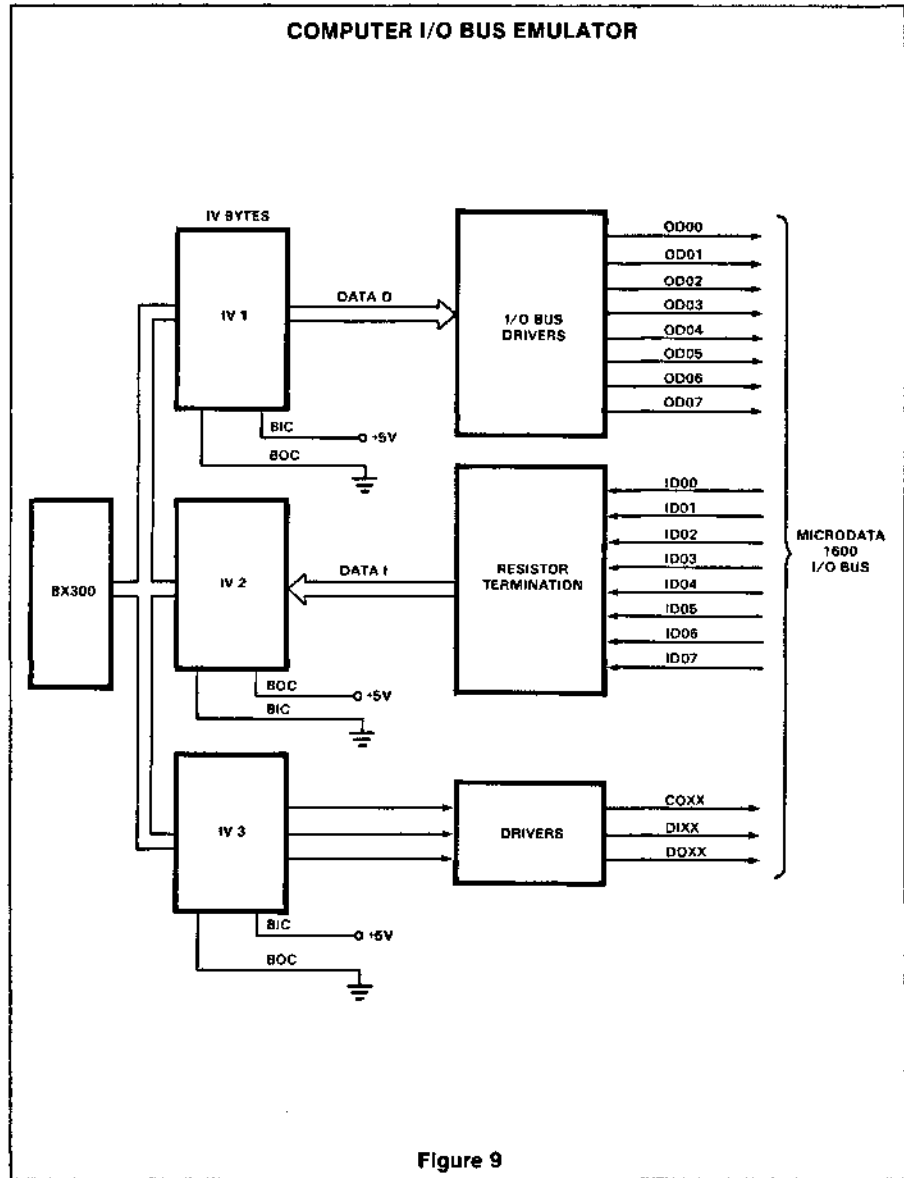 COMPUTER I/O BUS EMULATOR
IV BYTES
IV 1
DATA O
I/O BUS
DRIVERS
OD00
OD01
OD02
OD03
OD04
OD05
OD06
OD07
BIC
+5V
BOC
8X300
IV 2
DATA I
RESISTOR
TERMINATION
ID00
ID01
ID02
ID03
ID04
ID05
ID06
ID07
MICRODATA
1600
I/O BUS
BOC
+5V
BIC
IV 3
DRIVERS
COXX
DIXX
DOXX
BIC
+5V
BOC
Figure 9